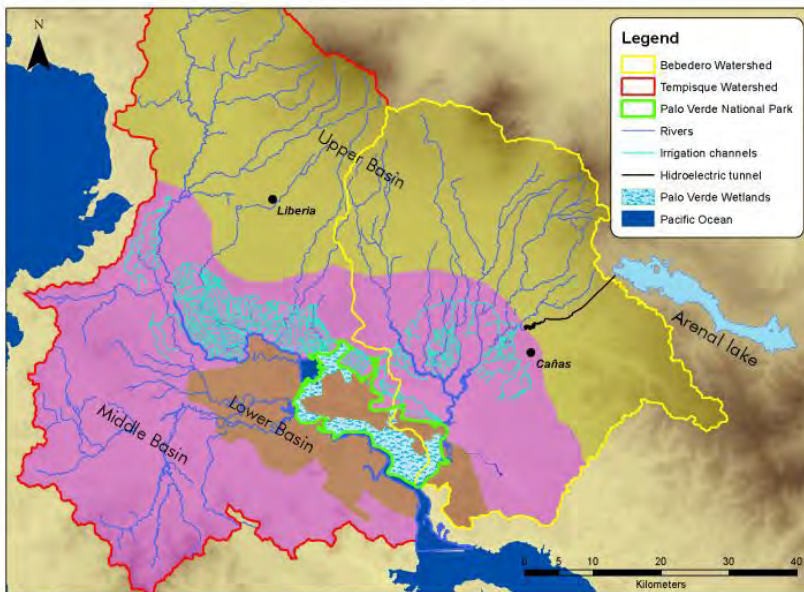 N
Legend
Bebedero Watershed
Tempisque Watershed
Palo Verde National Park
Rivers
Irrigation channels
Hidroelectric tunnel
Palo Verde Wetlands
Pacific Ocean
Upper Basin
Liberia
Arenal lake
Cañas
Middle Basin
Lower Basin
0 5 10 20 30 40
Kilometers